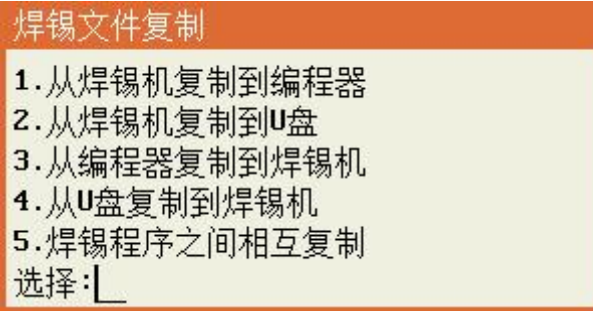 焊锡文件复制
1.从焊锡机复制到编程器
2.从焊锡机复制到U盘
3.从编程器复制到焊锡机
4.从U盘复制到焊锡机
5.焊锡程序之间相互复制
选择: